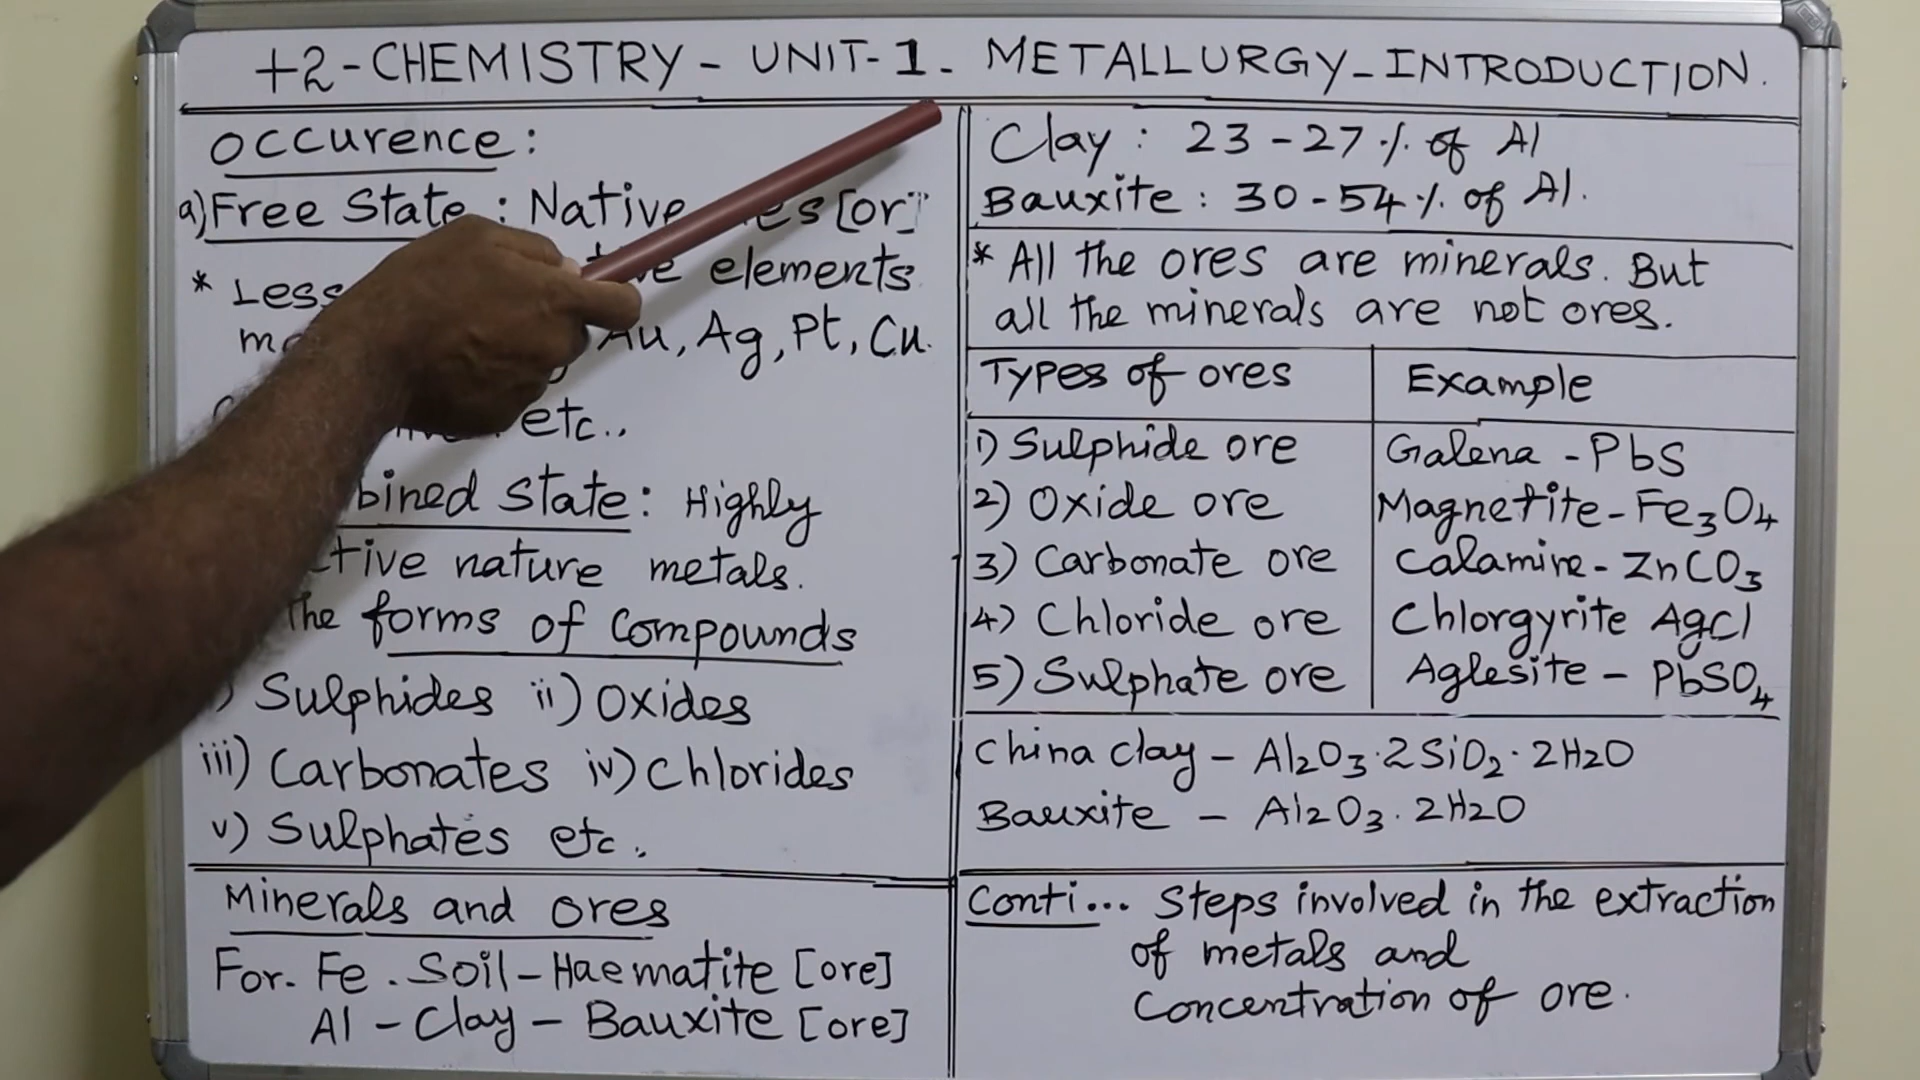 +2-CHEMISTRY - UNIT-1. METALLURGY-INTRODUCTION.
Occurence:
a) Free State: Native [or]
elements
* Less
Au, Ag, Pt, Cu.
etc..
State: Highly
nature metals.
The forms of compounds
Sulphides ii) Oxides
iii) Carbonates iv) Chlorides
v) Sulphates etc.
Minerals and ores
For. Fe. Soil-Haematite [ore]
Al - Clay - Bauxite [ore]
Clay: 23-27% of Al
Bauxite: 30-54% of Al.
* All the ores are minerals. But
all the minerals are not ores.
Types of ores Example
1) Sulphide ore Galena - PbS
2) Oxide ore Magnetite - Fe3O4
3) Carbonate ore Calamine - ZnCO3
4) Chloride ore Chlorgyrite AgCl
5) Sulphate ore Aglesite - PbSO4
China clay - Al2O3·2SiO2·2H2O
Bauxite - Al2O3·2H2O
Conti... Steps involved in the extraction
of metals and
Concentration of ore.